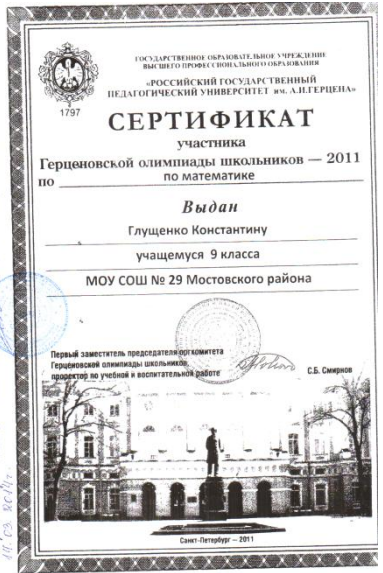 ГОСУДАРСТВЕННОЕ ОБРАЗОВАТЕЛЬНОЕ УЧРЕЖДЕНИЕ
ВЫСШЕГО ПРОФЕССИОНАЛЬНОГО ОБРАЗОВАНИЯ
«РОССИЙСКИЙ ГОСУДАРСТВЕННЫЙ
ПЕДАГОГИЧЕСКИЙ УНИВЕРСИТЕТ им. А.И.ГЕРЦЕНА»
1797
СЕРТИФИКАТ
участника
Герценовской олимпиады школьников — 2011
по по математике
Выдан
Глущенко Константину
учащемуся 9 класса
МОУ СОШ № 29 Мостовского района
Первый заместитель председателя оргкомитета
Герценовской олимпиады школьников,
проректор по учебной и воспитательной работе
С.Б. Смирнов
Санкт-Петербург – 2011